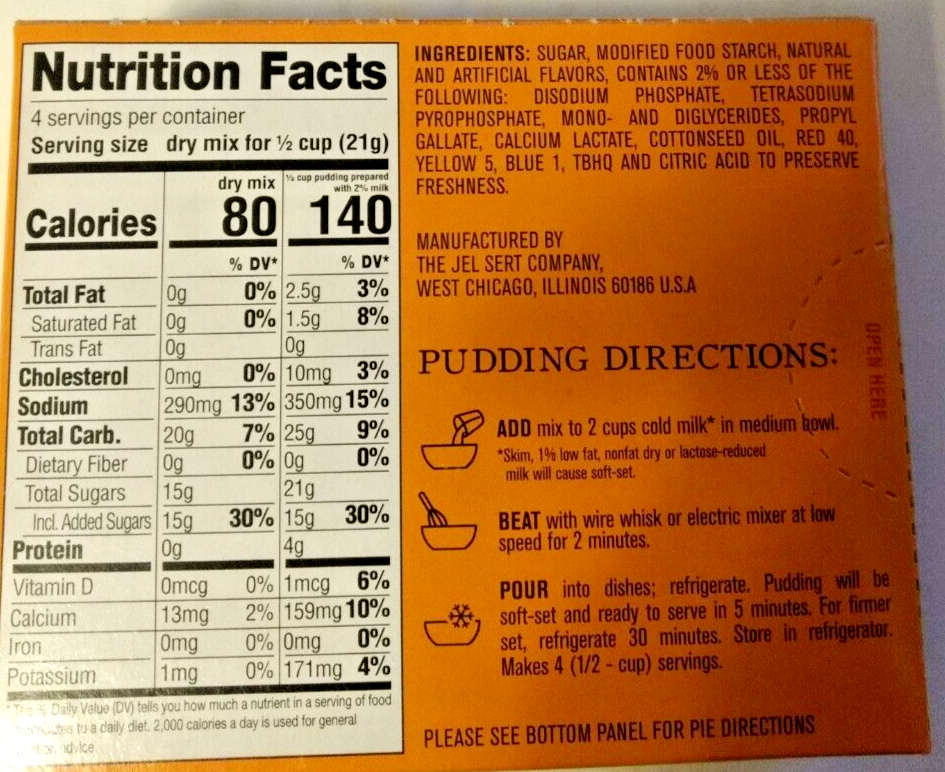 Nutrition Facts
4 servings per container
Serving size dry mix for ½ cup (21g)
dry mix ½ cup pudding prepared with 2% milk
Calories 80 140
% DV* % DV*
Total Fat 0g 0% 2.5g 3%
Saturated Fat 0g 0% 1.5g 8%
Trans Fat 0g 0g
Cholesterol 0mg 0% 10mg 3%
Sodium 290mg 13% 350mg 15%
Total Carb. 20g 7% 25g 9%
Dietary Fiber 0g 0% 0g 0%
Total Sugars 15g 21g
Incl. Added Sugars 15g 30% 15g 30%
Protein 0g 4g
Vitamin D 0mcg 0% 1mcg 6%
Calcium 13mg 2% 159mg 10%
Iron 0mg 0% 0mg 0%
Potassium 1mg 0% 171mg 4%
* The % Daily Value (DV) tells you how much a nutrient in a serving of food
to a daily diet. 2,000 calories a day is used for general
advice.
INGREDIENTS: SUGAR, MODIFIED FOOD STARCH, NATURAL
AND ARTIFICIAL FLAVORS, CONTAINS 2% OR LESS OF THE
FOLLOWING: DISODIUM PHOSPHATE, TETRASODIUM
PYROPHOSPHATE, MONO- AND DIGLYCERIDES, PROPYL
GALLATE, CALCIUM LACTATE, COTTONSEED OIL, RED 40,
YELLOW 5, BLUE 1, TBHQ AND CITRIC ACID TO PRESERVE
FRESHNESS.
MANUFACTURED BY
THE JEL SERT COMPANY,
WEST CHICAGO, ILLINOIS 60186 U.S.A
PUDDING DIRECTIONS:
OPEN HERE
ADD mix to 2 cups cold milk* in medium bowl.
*Skim, 1% low fat, nonfat dry or lactose-reduced
milk will cause soft-set.
BEAT with wire whisk or electric mixer at low
speed for 2 minutes.
POUR into dishes; refrigerate. Pudding will be
soft-set and ready to serve in 5 minutes. For firmer
set, refrigerate 30 minutes. Store in refrigerator.
Makes 4 (1/2 - cup) servings.
PLEASE SEE BOTTOM PANEL FOR PIE DIRECTIONS